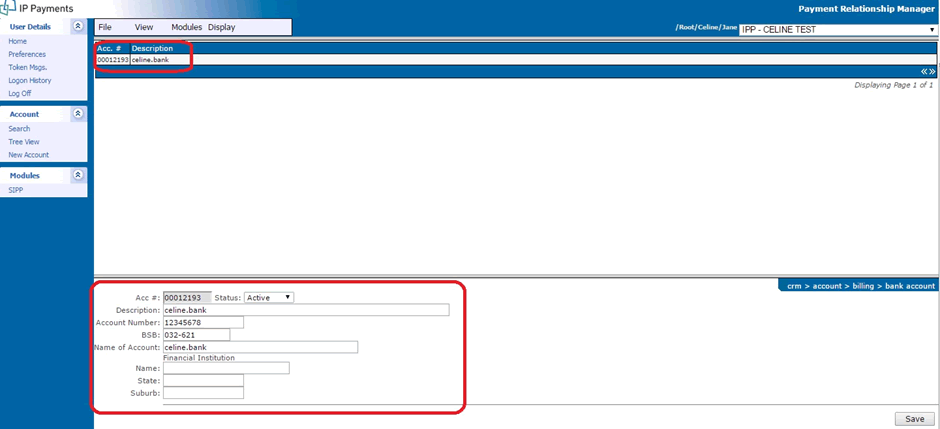 IP Payments
Payment Relationship Manager
User Details
File View Modules Display
/Root/Celine/Jane IPP - CELINE TEST
Home
Preferences
Token Msgs.
Logon History
Log Off
Account
Search
Tree View
New Account
Modules
SIPP
Acc. # Description
00012193 celine.bank
Displaying Page 1 of 1
crm > account > billing > bank account
Acc #: 00012193 Status: Active
Description: celine.bank
Account Number: 12345678
BSB: 032-621
Name of Account: celine.bank
Financial Institution
Name:
State:
Suburb:
Save